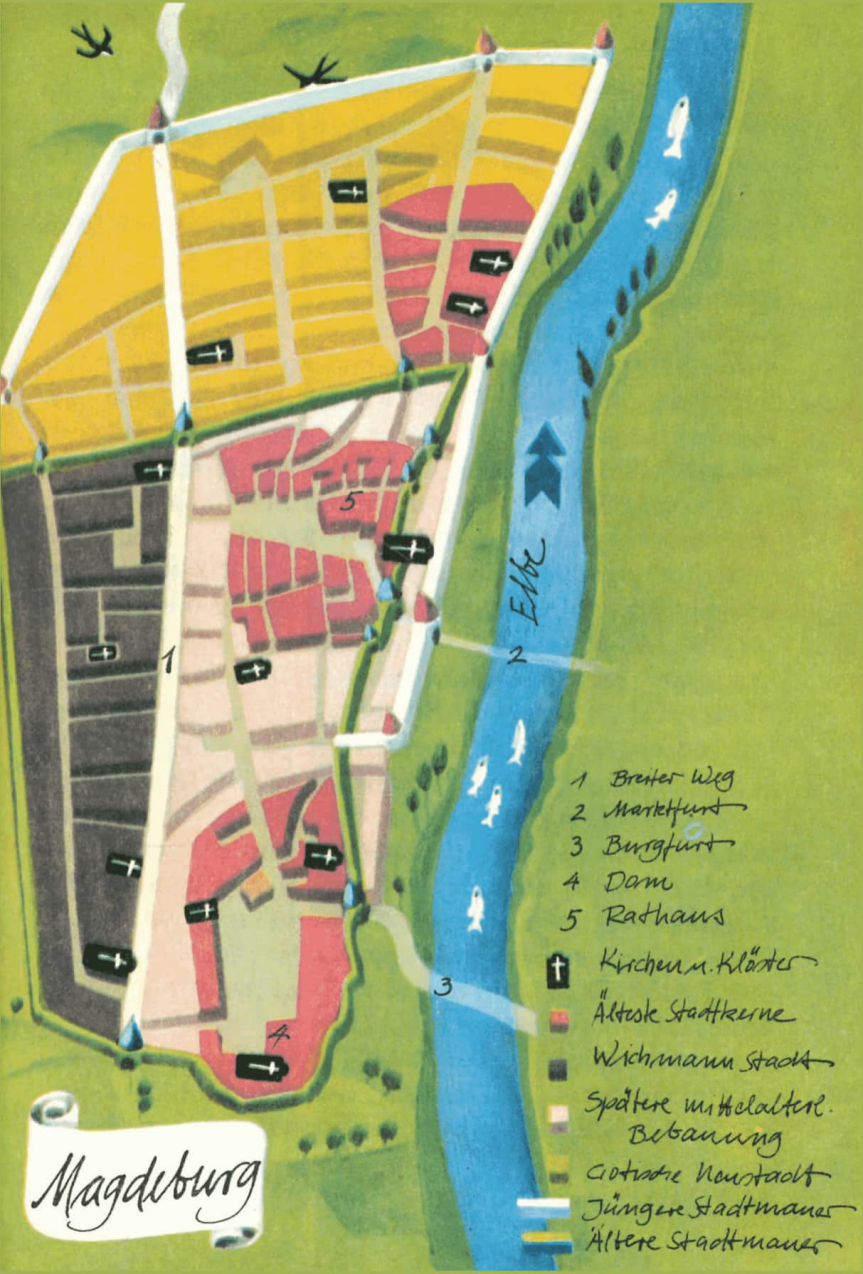 5
1
Elbe
2
3
4
1 Breiter Weg
2 Marktfurt
3 Burgfurt
4 Dom
5 Rathaus
Kirchen u. Klöster
Älteste Stadtkerne
Wichmann Stadt
Spätere mittelalterl.
Bebauung
Gotische Neustadt
Jüngere Stadtmauer
Ältere Stadtmauer
Magdeburg